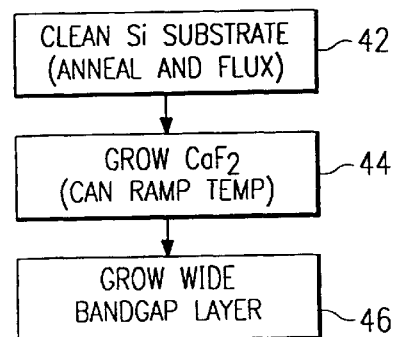 CLEAN Si SUBSTRATE
(ANNEAL AND FLUX)
42
GROW CaF2
(CAN RAMP TEMP)
44
GROW WIDE
BANDGAP LAYER
46